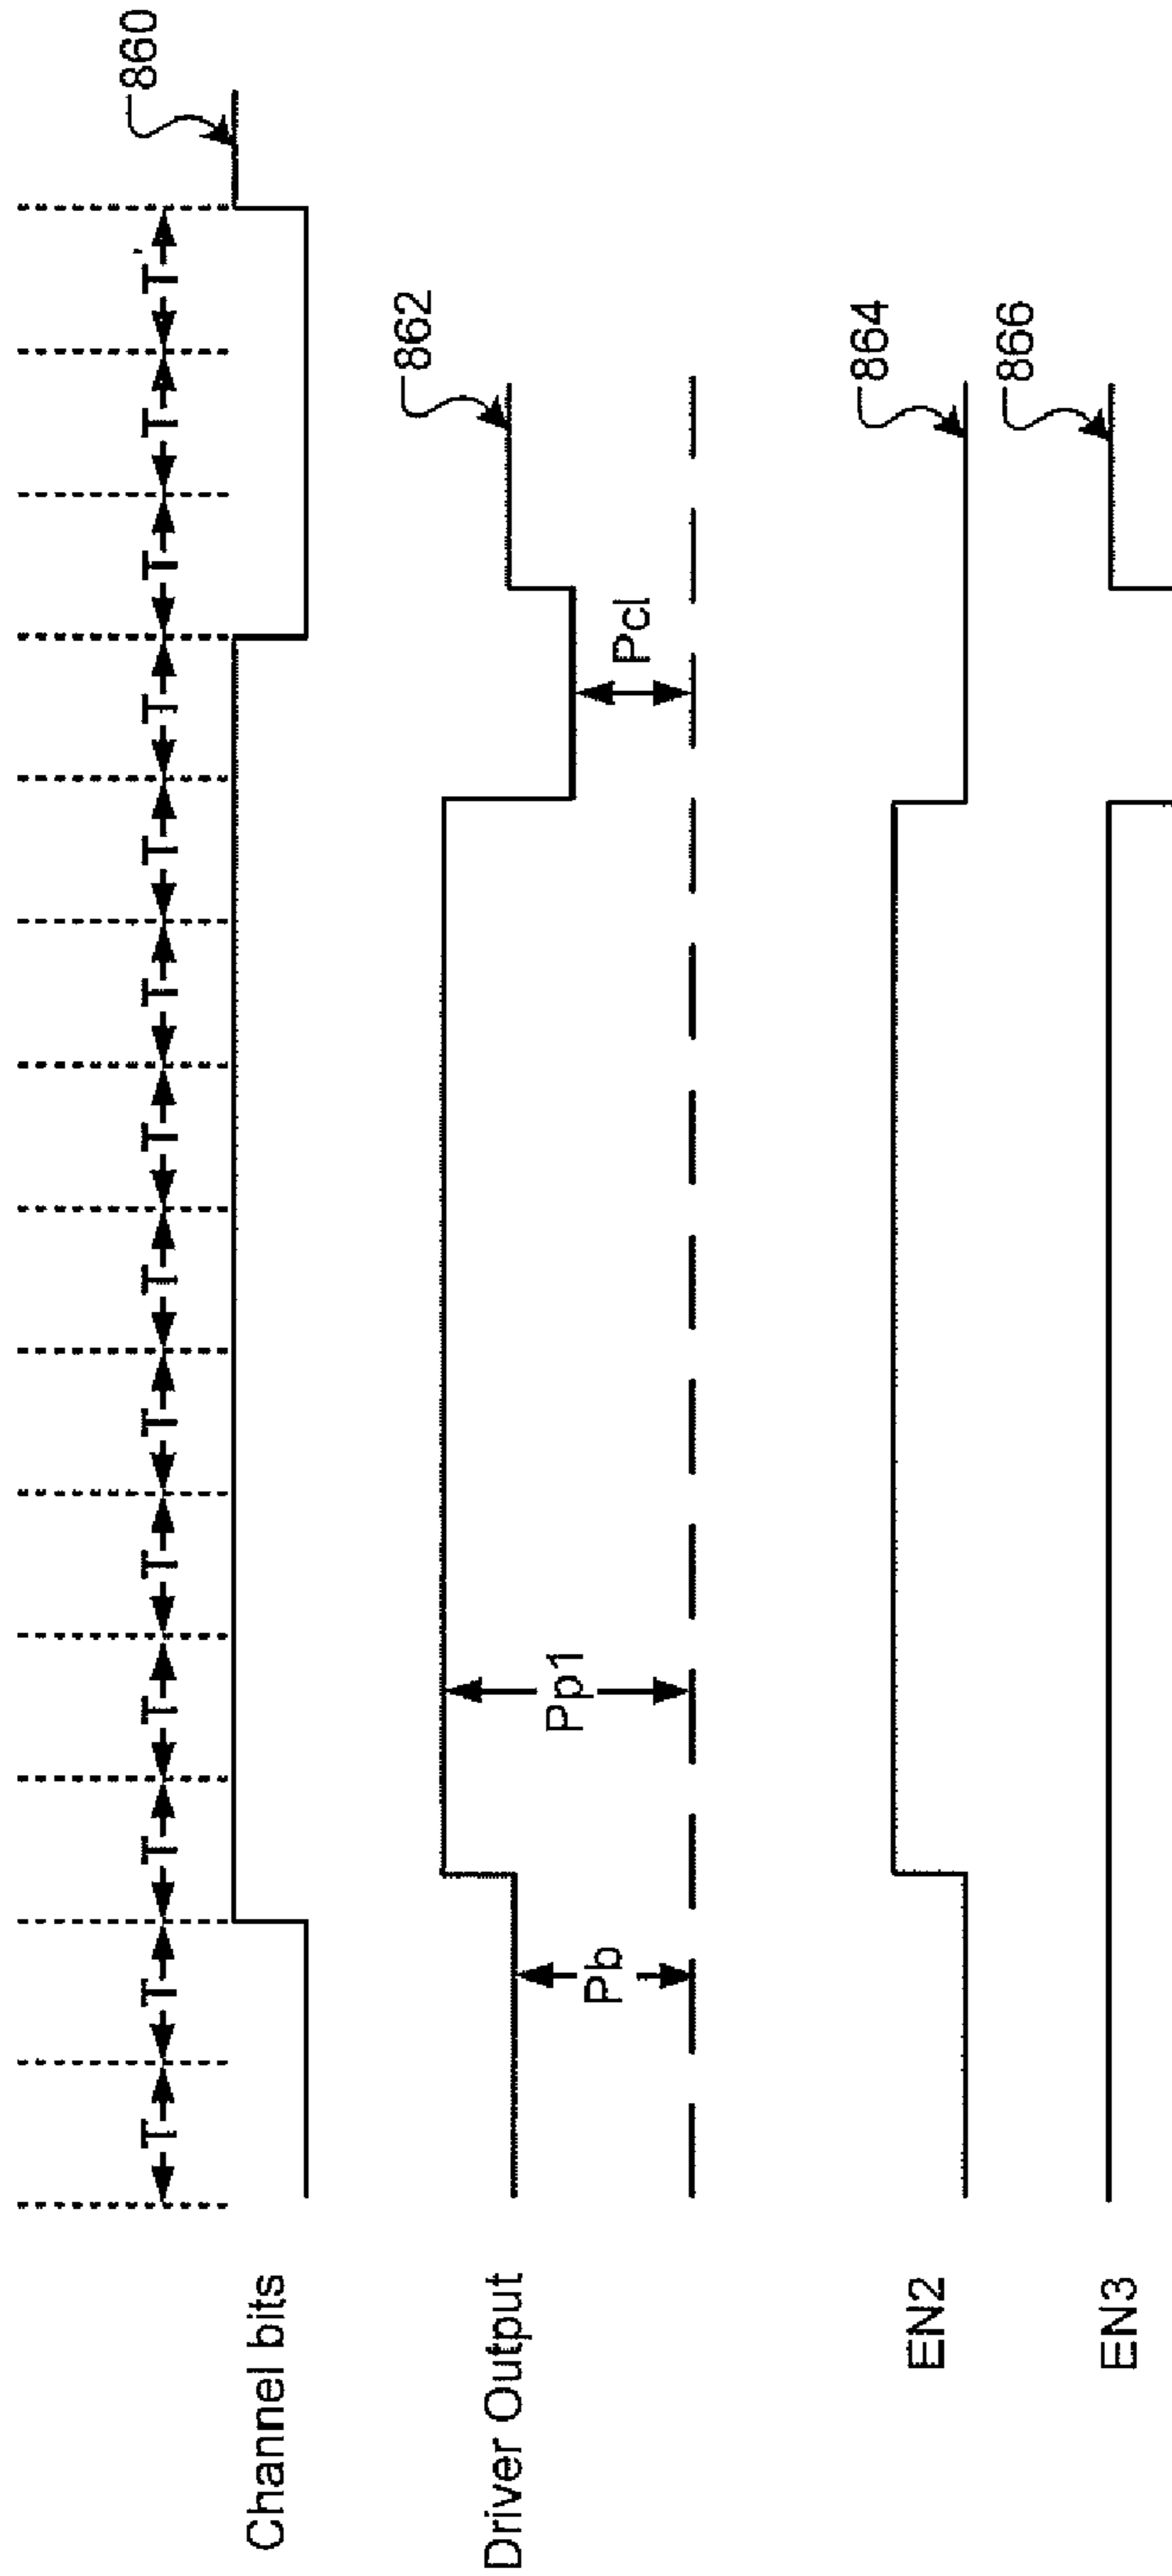 T T T T T T T T T T T T T T
Channel bits 860
Driver Output Pb Pp1 Pcl 862
EN2 864
EN3 866